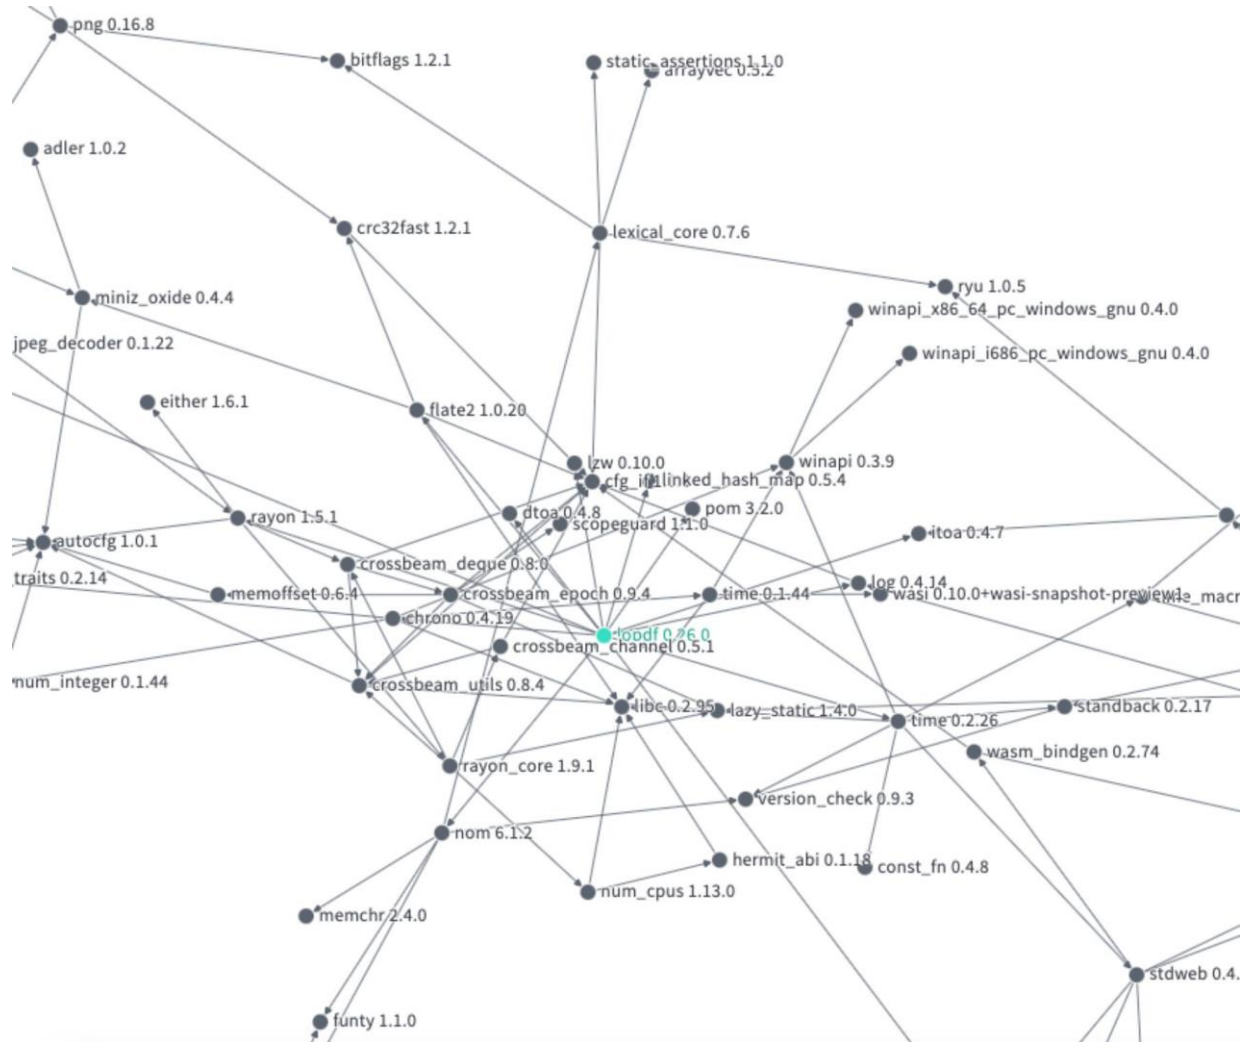 png 0.16.8
bitflags 1.2.1
static_assertions 1.1.0
arrayvec 0.5.2
adler 1.0.2
crc32fast 1.2.1
lexical_core 0.7.6
ryu 1.0.5
miniz_oxide 0.4.4
winapi_x86_64_pc_windows_gnu 0.4.0
jpeg_decoder 0.1.22
winapi_i686_pc_windows_gnu 0.4.0
either 1.6.1
flate2 1.0.20
lzw 0.10.0
winapi 0.3.9
cfg_if
linked_hash_map 0.5.4
rayon 1.5.1
dtoa 0.4.8
pom 3.2.0
scopeguard 1.1.0
autocfg 1.0.1
itoa 0.4.7
crossbeam_deque 0.8.0
traits 0.2.14
log 0.4.14
memoffset 0.6.4
crossbeam_epoch 0.9.4
time 0.1.44
wasi 0.10.0+wasi-snapshot-preview1
chrono 0.4.19
lopdf 0.26.0
crossbeam_channel 0.5.1
num_integer 0.1.44
crossbeam_utils 0.8.4
libc 0.2.95
lazy_static 1.4.0
time 0.2.26
standback 0.2.17
wasm_bindgen 0.2.74
rayon_core 1.9.1
version_check 0.9.3
nom 6.1.2
hermit_abi 0.1.18
const_fn 0.4.8
num_cpus 1.13.0
memchr 2.4.0
stdweb 0.4.
funty 1.1.0